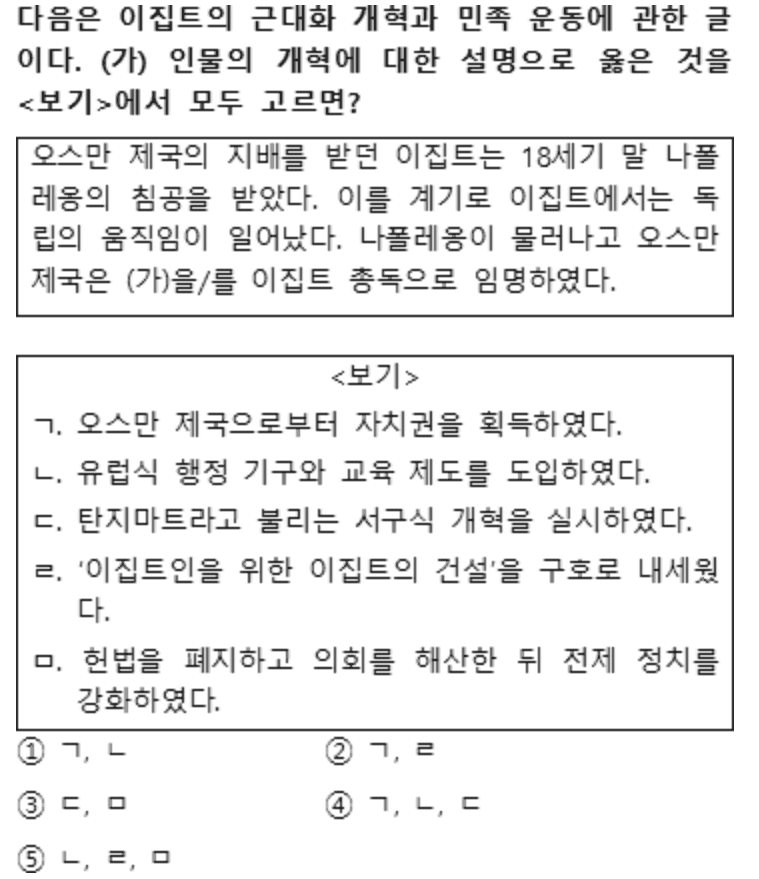 다음은 이집트의 근대화 개혁과 민족 운동에 관한 글
이다. (가) 인물의 개혁에 대한 설명으로 옳은 것을
<보기>에서 모두 고르면?
오스만 제국의 지배를 받던 이집트는 18세기 말 나폴
레옹의 침공을 받았다. 이를 계기로 이집트에서는 독
립의 움직임이 일어났다. 나폴레옹이 물러나고 오스만
제국은 (가)을/를 이집트 총독으로 임명하였다.
<보기>
ㄱ. 오스만 제국으로부터 자치권을 획득하였다.
ㄴ. 유럽식 행정 기구와 교육 제도를 도입하였다.
ㄷ. 탄지마트라고 불리는 서구식 개혁을 실시하였다.
ㄹ. '이집트인을 위한 이집트의 건설'을 구호로 내세웠
다.
ㅁ. 헌법을 폐지하고 의회를 해산한 뒤 전제 정치를
강화하였다.
① ㄱ, ㄴ ② ㄱ, ㄹ
③ ㄷ, ㅁ ④ ㄱ, ㄴ, ㄷ
⑤ ㄴ, ㄹ, ㅁ